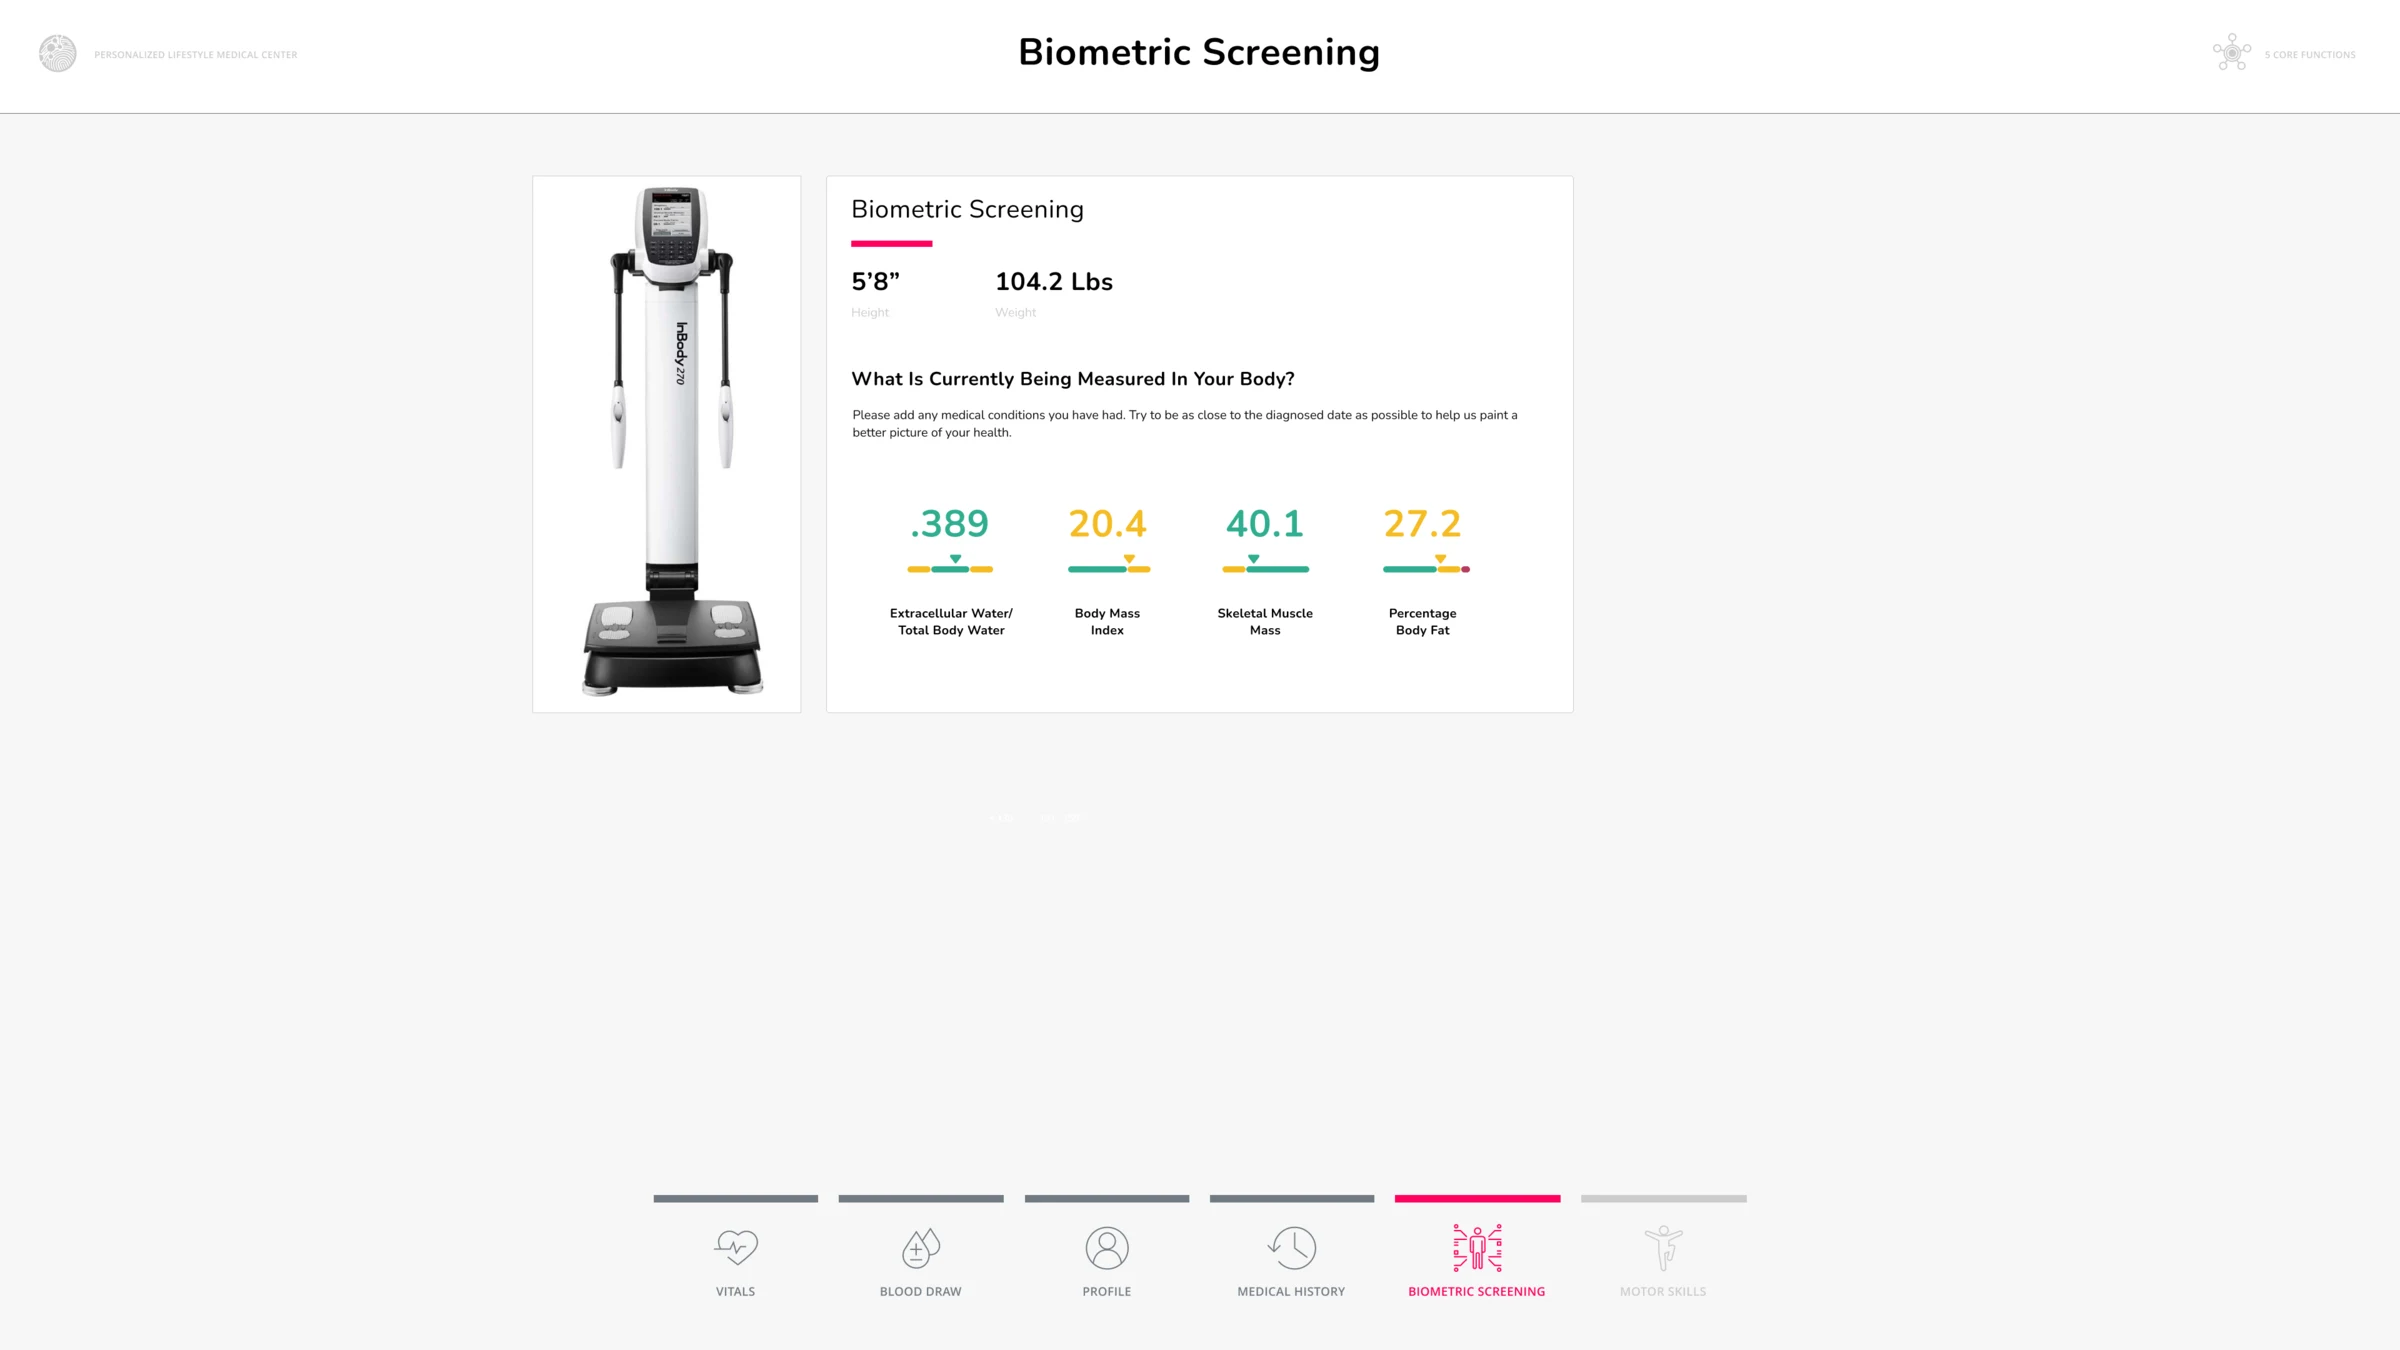 PERSONALIZED LIFESTYLE MEDICAL CENTER
Biometric Screening
5 CORE FUNCTIONS
InBody 270
Biometric Screening
5’8” 104.2 Lbs
Height Weight
What Is Currently Being Measured In Your Body?
Please add any medical conditions you have had. Try to be as close to the diagnosed date as possible to help us paint a
better picture of your health.
.389 20.4 40.1 27.2
Extracellular Water/ Body Mass Skeletal Muscle Percentage
Total Body Water Index Mass Body Fat
VITALS BLOOD DRAW PROFILE MEDICAL HISTORY BIOMETRIC SCREENING MOTOR SKILLS